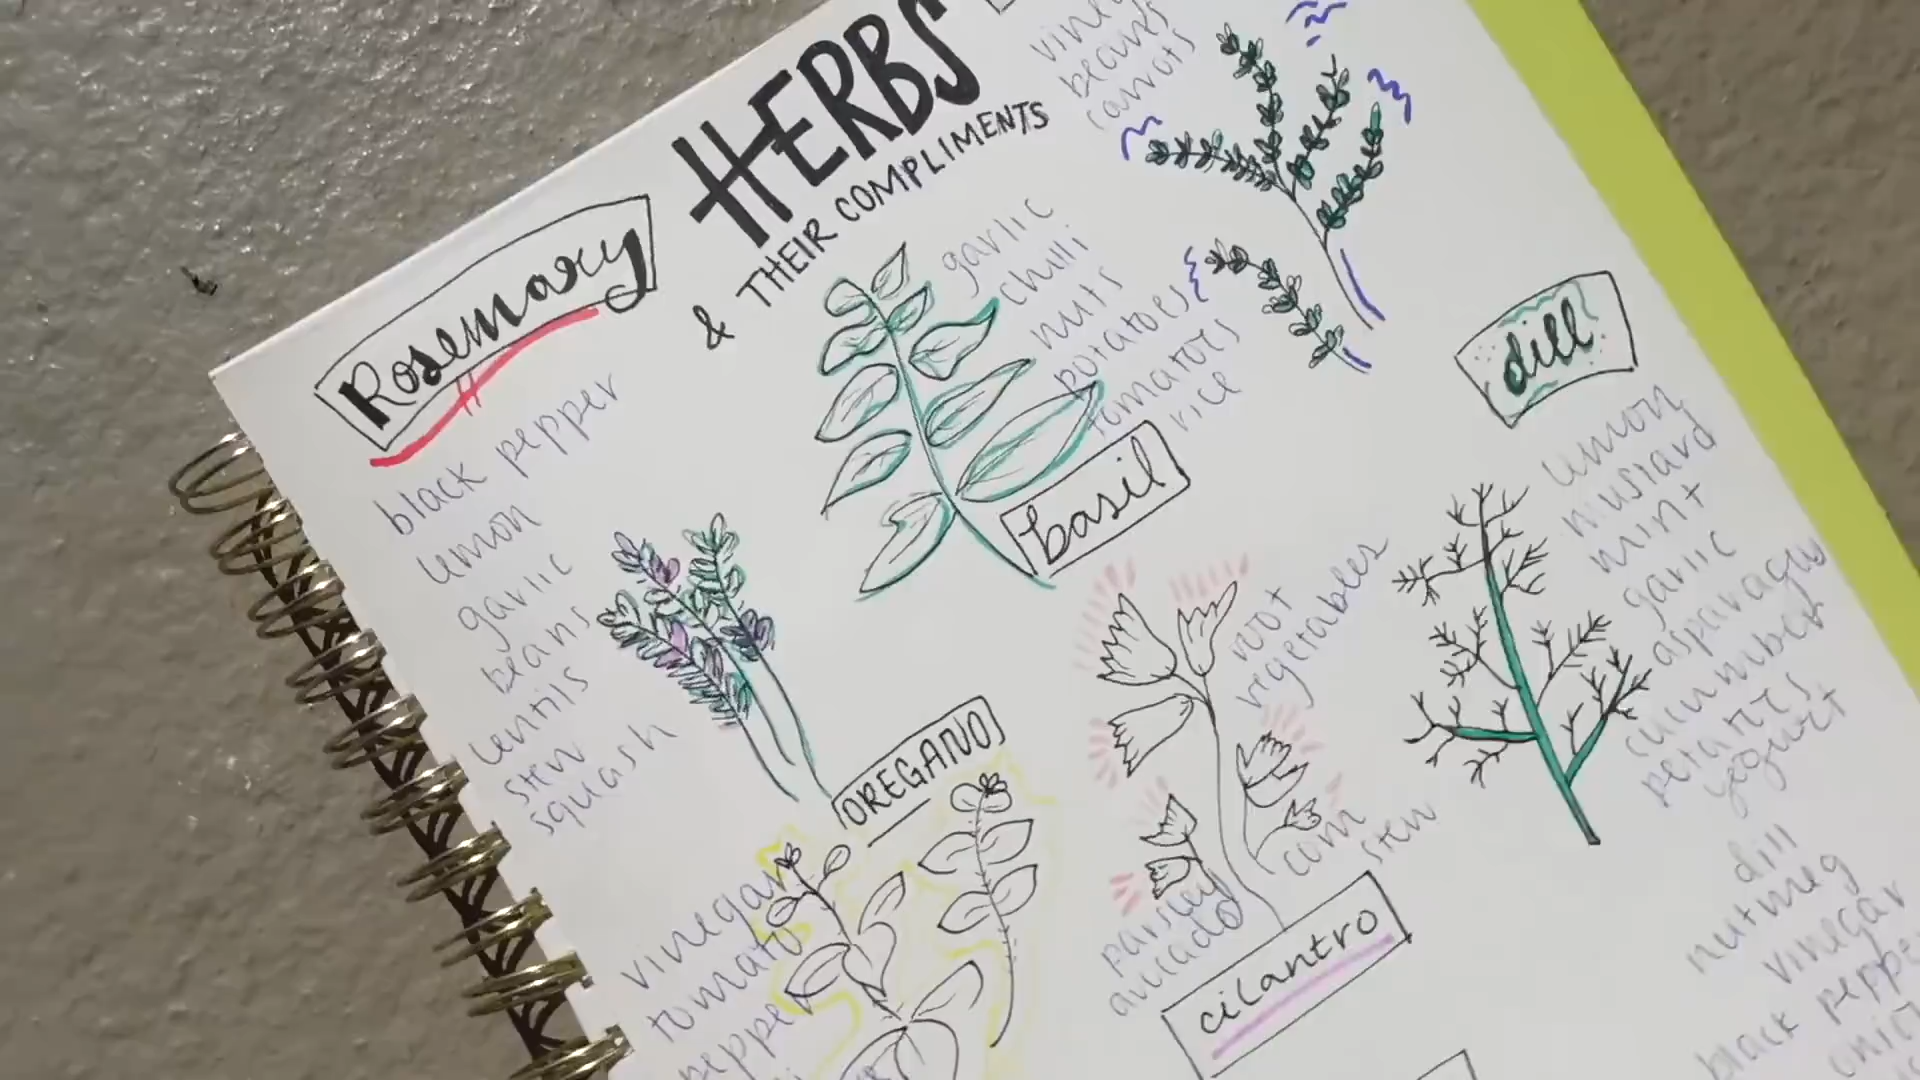 HERBS
& THEIR COMPLIMENTS
Rosemary
black pepper
lemon
garlic
beans
lentils
stew
squash
beans
carrots
garlic
chilli
nuts
potatoes
tomatoes
rice
basil
dill
lemon
mustard
mint
garlic
asparagus
cucumber
potatoes
yogurt
OREGANO
vinegar
tomato
pepper
root
vegetables
corn
stew
parsley
avocado
cilantro
dill
nutmeg
vinegar
black